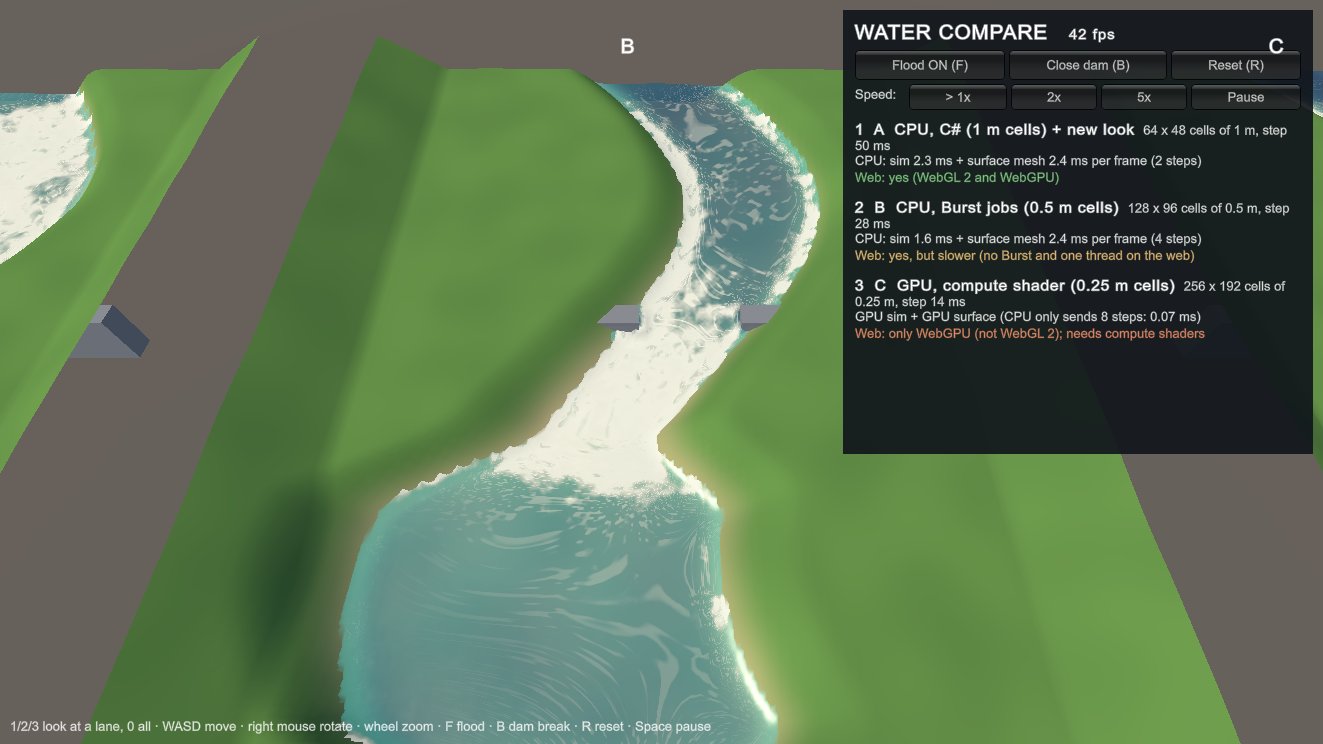 B
WATER COMPARE 42 fps
C
Flood ON (F) Close dam (B) Reset (R)
Speed: > 1x 2x 5x Pause
1 A CPU, C# (1 m cells) + new look 64 x 48 cells of 1 m, step
50 ms
CPU: sim 2.3 ms + surface mesh 2.4 ms per frame (2 steps)
Web: yes (WebGL 2 and WebGPU)
2 B CPU, Burst jobs (0.5 m cells) 128 x 96 cells of 0.5 m, step
28 ms
CPU: sim 1.6 ms + surface mesh 2.4 ms per frame (4 steps)
Web: yes, but slower (no Burst and one thread on the web)
3 C GPU, compute shader (0.25 m cells) 256 x 192 cells of
0.25 m, step 14 ms
GPU sim + GPU surface (CPU only sends 8 steps: 0.07 ms)
Web: only WebGPU (not WebGL 2); needs compute shaders
1/2/3 look at a lane, 0 all · WASD move · right mouse rotate · wheel zoom · F flood · B dam break · R reset · Space pause